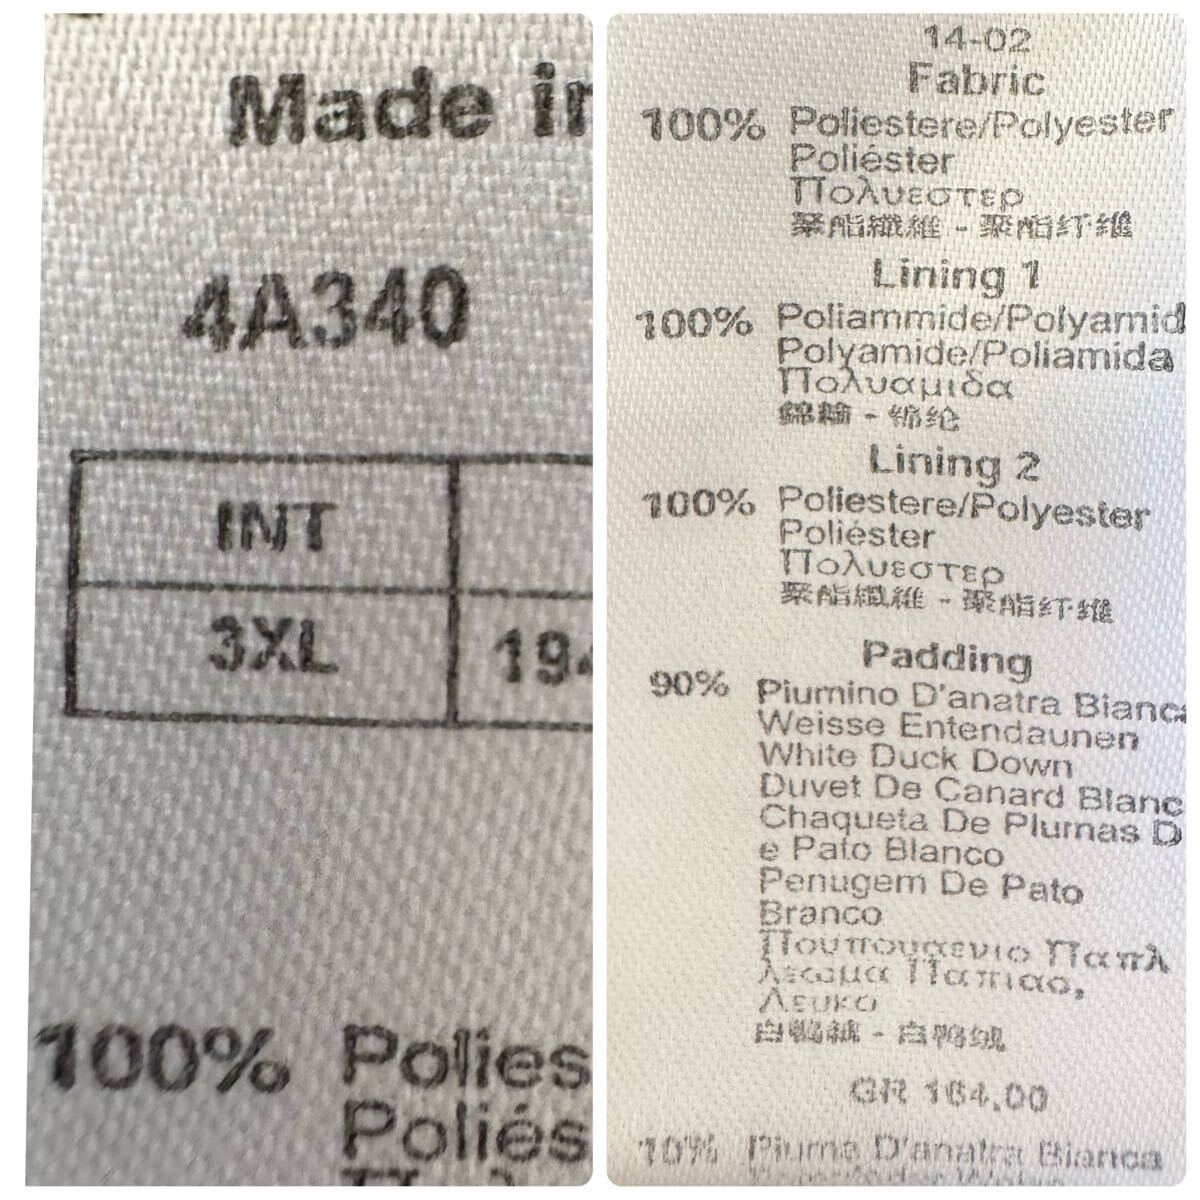 Made in
4A340
INT
3XL 194
100% Polies
Poliés
14-02
Fabric
100% Poliestere/Polyester
Poliéster
Πολυεστερ
聚酯纖維 - 聚酯纤维
Lining 1
100% Poliammide/Polyamid
Polyamide/Poliamida
Πολυαμιδα
錦綸 - 锦纶
Lining 2
100% Poliestere/Polyester
Poliéster
Πολυεστερ
聚酯纖維 - 聚酯纤维
Padding
90% Piumino D'anatra Bianca
Weisse Entendaunen
White Duck Down
Duvet De Canard Blanc
Chaqueta De Plumas D
e Pato Blanco
Penugem De Pato
Branco
Πουπουλενιο Παπλ
Λευκο
白鴨絨 - 白鸭绒
GR 164.00
10% Piuma D'anatra Bianca